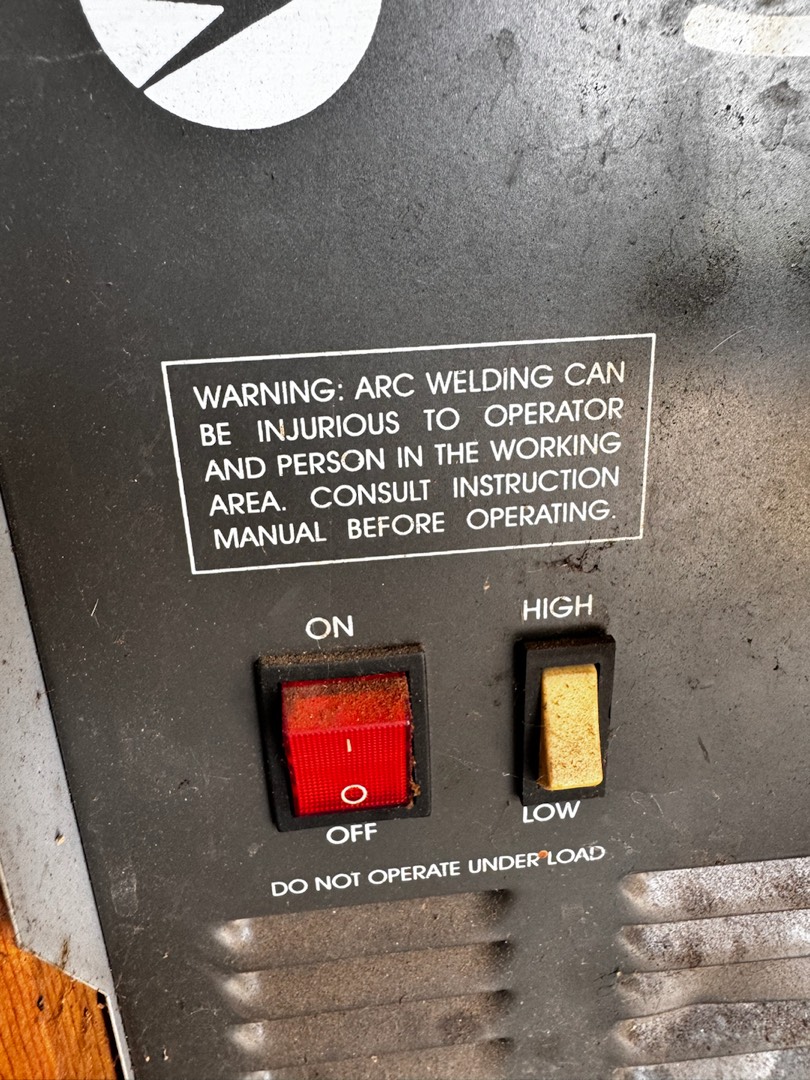 WARNING: ARC WELDING CAN
BE INJURIOUS TO OPERATOR
AND PERSON IN THE WORKING
AREA. CONSULT INSTRUCTION
MANUAL BEFORE OPERATING.
ON
HIGH
I
O
OFF
LOW
DO NOT OPERATE UNDER LOAD